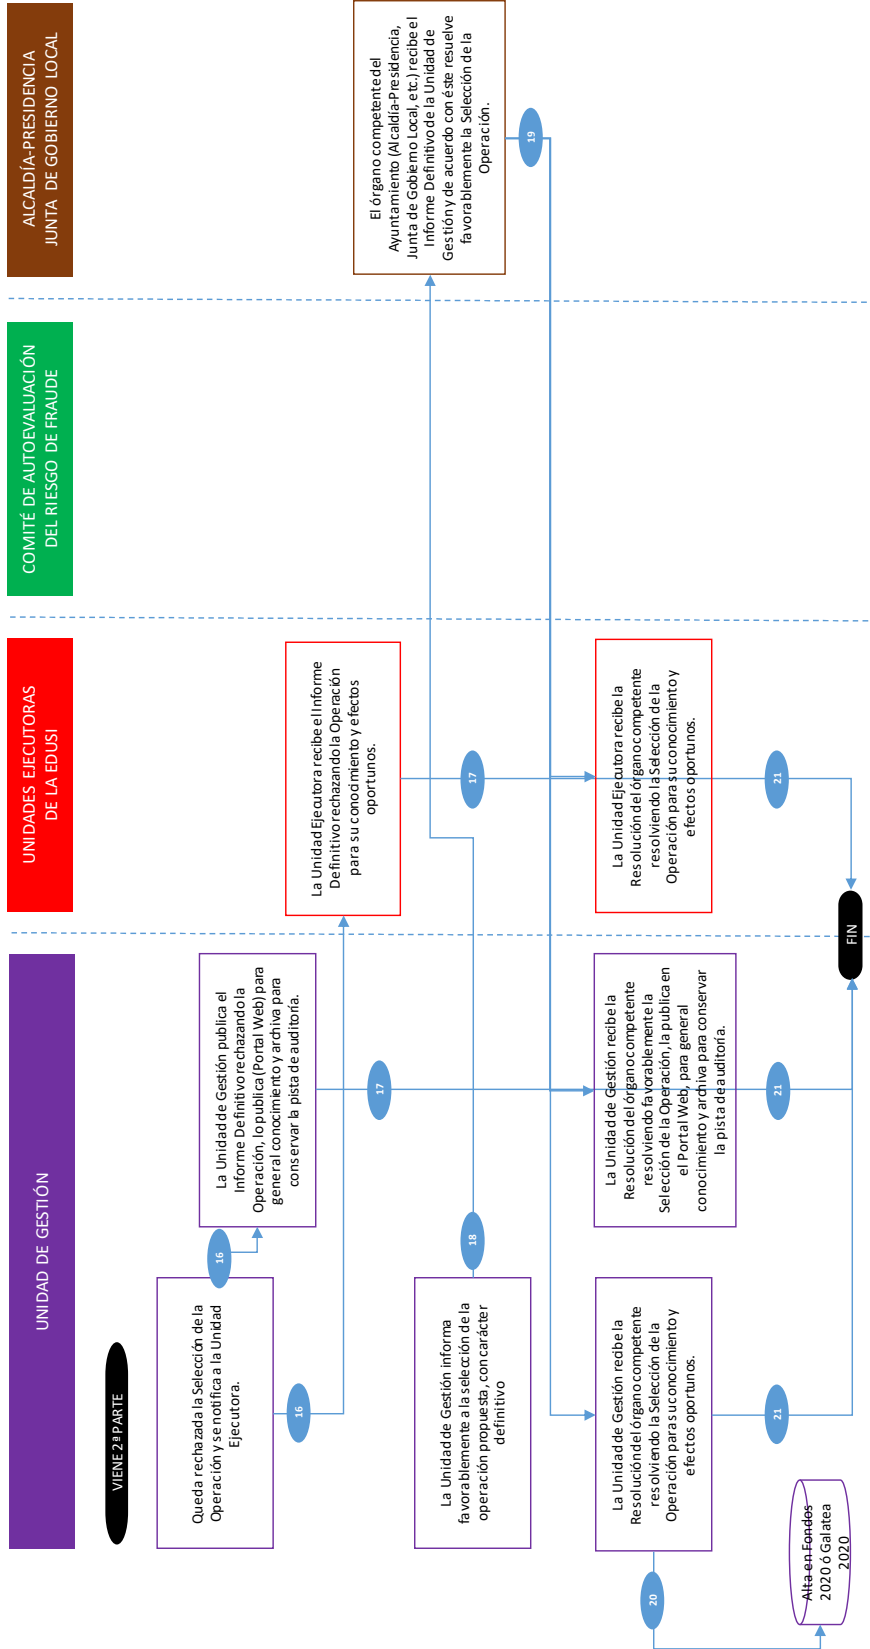 UNIDAD DE GESTIÓN
UNIDADES EJECUTORAS
DE LA EDUSI
COMITÉ DE AUTOEVALUACIÓN
DEL RIESGO DE FRAUDE
ALCALDÍA-PRESIDENCIA
JUNTA DE GOBIERNO LOCAL
VIENE 2ª PARTE
Queda rechazada la Selección de la
Operación y se notifica a la Unidad
Ejecutora.
16
16
La Unidad de Gestión publica el
Informe Definitivo rechazando la
Operación, lo publica (Portal Web) para
general conocimiento y archiva para
conservar la pista de auditoría.
La Unidad Ejecutora recibe el Informe
Definitivo rechazando la Operación
para su conocimiento y efectos
oportunos.
17
17
La Unidad de Gestión informa
favorablemente a la selección de la
operación propuesta, con carácter
definitivo
18
El órgano competente del
Ayuntamiento (Alcaldía-Presidencia,
Junta de Gobierno Local, etc.) recibe el
Informe Definitivo de la Unidad de
Gestión y de acuerdo con éste resuelve
favorablemente la Selección de la
Operación.
19
La Unidad de Gestión recibe la
Resolución del órgano competente
resolviendo la Selección de la
Operación para su conocimiento y
efectos oportunos.
La Unidad de Gestión recibe la
Resolución del órgano competente
resolviendo favorablemente la
Selección de la Operación, la publica en
el Portal Web, para general
conocimiento y archiva para conservar
la pista de auditoría.
La Unidad Ejecutora recibe la
Resolución del órgano competente
resolviendo la Selección de la
Operación para su conocimiento y
efectos oportunos.
20
21
21
21
Alta en Fondos
2020 ó Galatea
2020
FIN